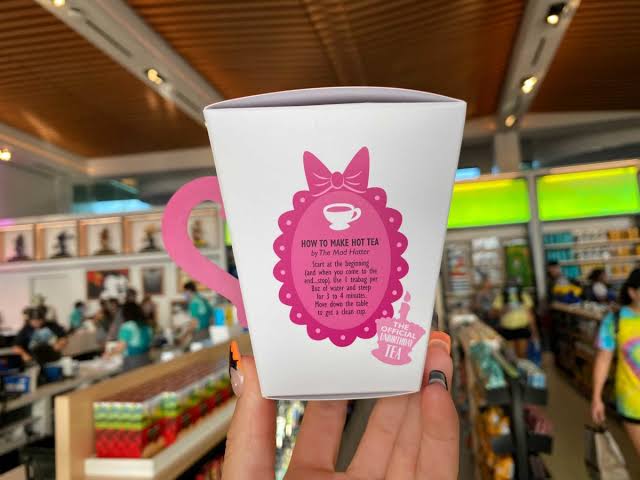 HOW TO MAKE HOT TEA
by The Mad Hatter
Start at the beginning
(and when you come to the
end...stop). Use 1 teabag per
8oz of water and steep
for 3 to 4 minutes.
Move down the table
to get a clean cup.
THE
OFFICIAL
UNBIRTHDAY
TEA